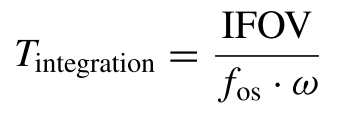 T_integration = IFOV / (f_os · ω)